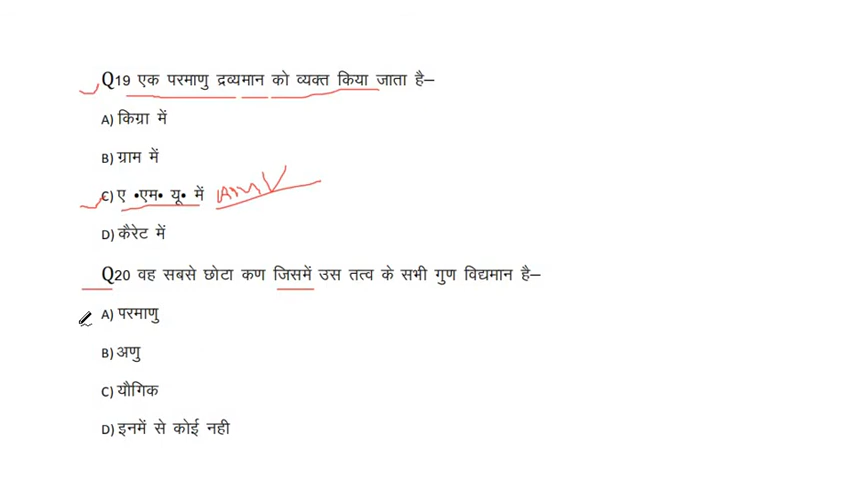 Q19 एक परमाणु द्रव्यमान को व्यक्त किया जाता है–
A) किग्रा में
B) ग्राम में
C) ए •एम• यू• में AMU
D) कैरेट में
Q20 वह सबसे छोटा कण जिसमें उस तत्व के सभी गुण विद्यमान है–
A) परमाणु
B) अणु
C) यौगिक
D) इनमें से कोई नही